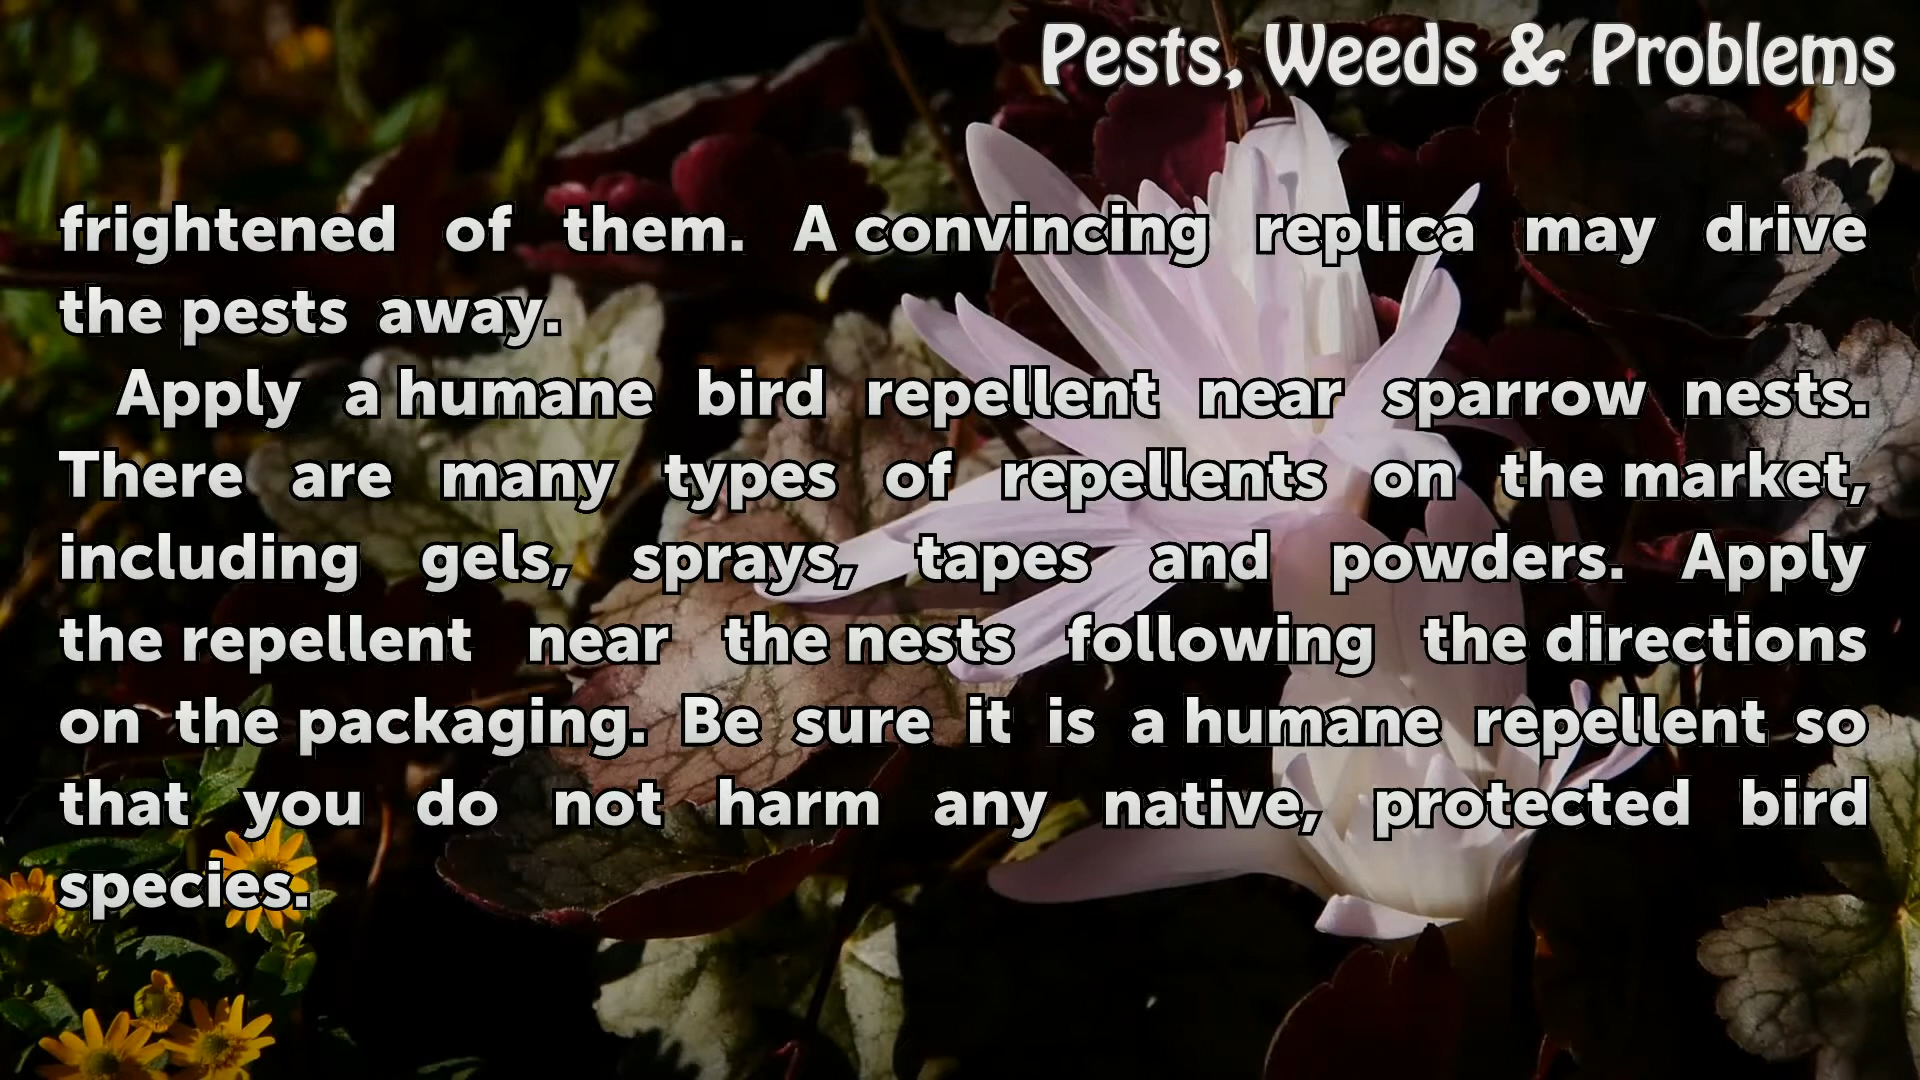 Pests, Weeds & Problems
frightened of them. A convincing replica may drive
the pests away.
Apply a humane bird repellent near sparrow nests.
There are many types of repellents on the market,
including gels, sprays, tapes and powders. Apply
the repellent near the nests following the directions
on the packaging. Be sure it is a humane repellent so
that you do not harm any native, protected bird
species.